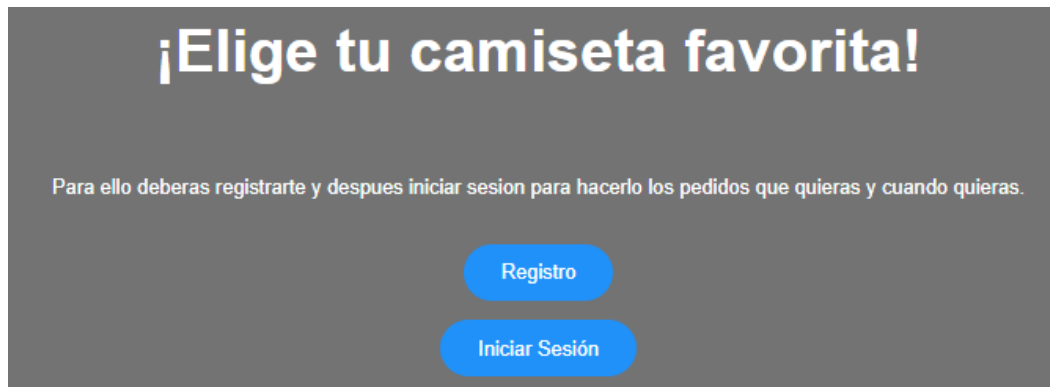 ¡Elige tu camiseta favorita!
Para ello deberas registrarte y despues iniciar sesion para hacerlo los pedidos que quieras y cuando quieras.
Registro
Iniciar Sesión